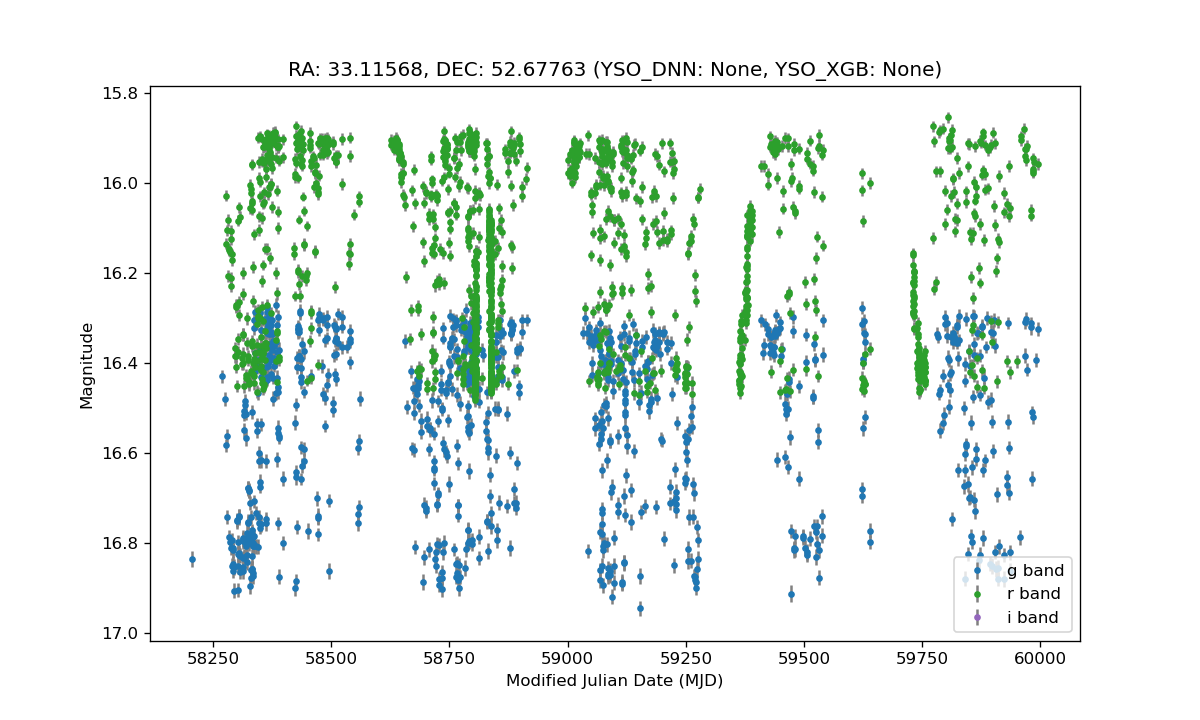 RA: 33.11568, DEC: 52.67763 (YSO_DNN: None, YSO_XGB: None)
15.8
16.0
16.2
16.4
16.6
16.8
17.0
Magnitude
58250 58500 58750 59000 59250 59500 59750 60000
Modified Julian Date (MJD)
g band
r band
i band